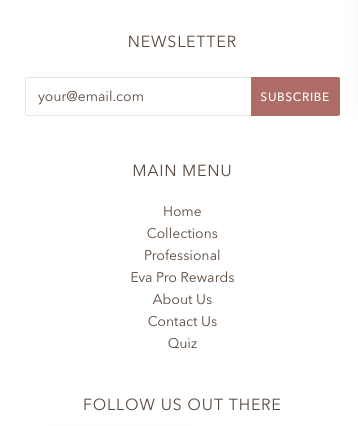 NEWSLETTER
your@email.com SUBSCRIBE
MAIN MENU
Home
Collections
Professional
Eva Pro Rewards
About Us
Contact Us
Quiz
FOLLOW US OUT THERE